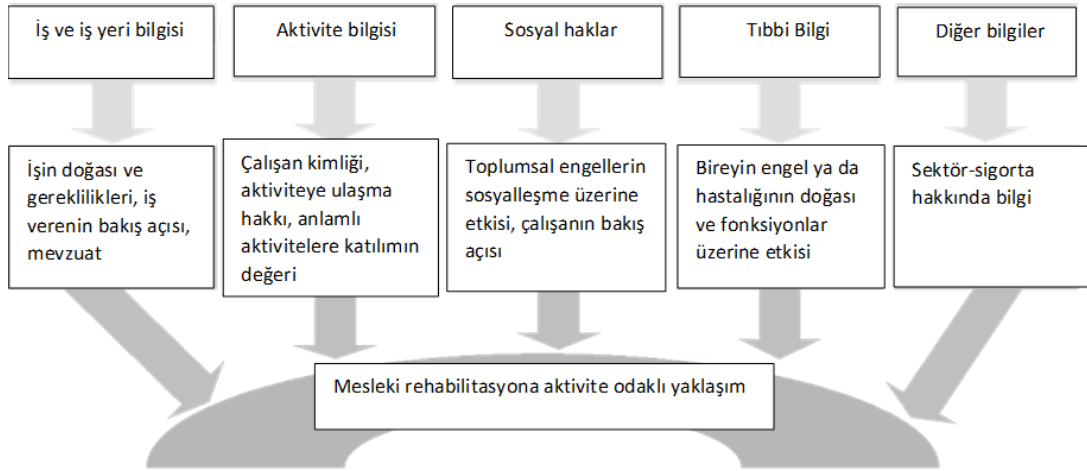 İş ve iş yeri bilgisi
Aktivite bilgisi
Sosyal haklar
Tıbbi Bilgi
Diğer bilgiler
İşin doğası ve
gereklilikleri, iş
verenin bakış açısı,
mevzuat
Çalışan kimliği,
aktiviteye ulaşma
hakkı, anlamlı
aktivitelere katılımın
değeri
Toplumsal engellerin
sosyalleşme üzerine
etkisi, çalışanın bakış
açısı
Bireyin engel ya da
hastalığının doğası
ve fonksiyonlar
üzerine etkisi
Sektör-sigorta
hakkında bilgi
Mesleki rehabilitasyona aktivite odaklı yaklaşım